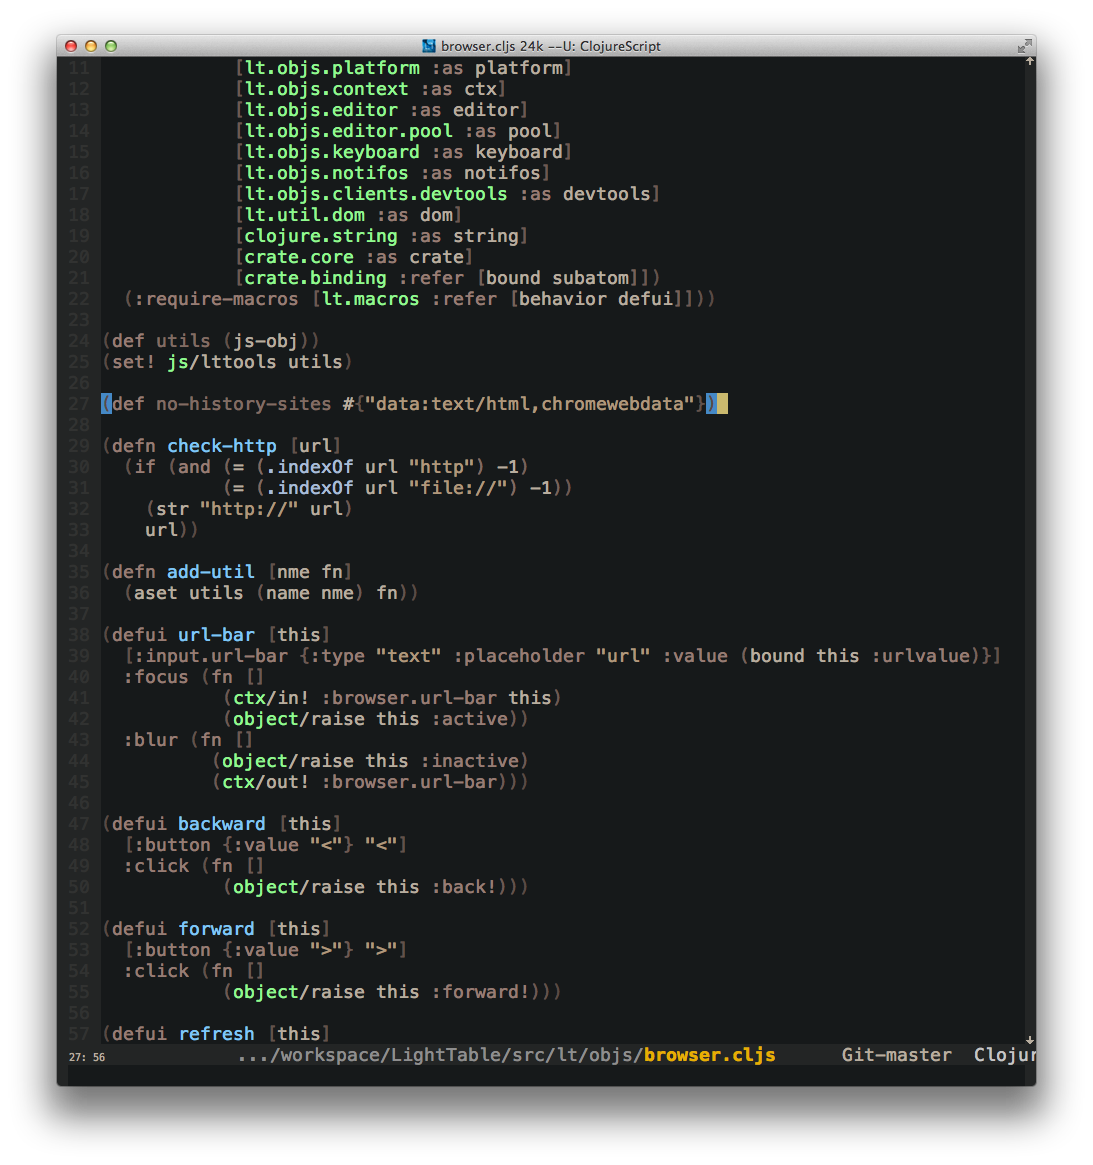 browser.cljs 24k --U: ClojureScript
11 [lt.objs.platform :as platform]
12 [lt.objs.context :as ctx]
13 [lt.objs.editor :as editor]
14 [lt.objs.editor.pool :as pool]
15 [lt.objs.keyboard :as keyboard]
16 [lt.objs.notifos :as notifos]
17 [lt.objs.clients.devtools :as devtools]
18 [lt.util.dom :as dom]
19 [clojure.string :as string]
20 [crate.core :as crate]
21 [crate.binding :refer [bound subatom]])
22 (:require-macros [lt.macros :refer [behavior defui]]))
23
24 (def utils (js-obj))
25 (set! js/lttools utils)
26
27 (def no-history-sites #{"data:text/html,chromewebdata"})
28
29 (defn check-http [url]
30 (if (and (= (.indexOf url "http") -1)
31 (= (.indexOf url "file://") -1))
32 (str "http://" url)
33 url))
34
35 (defn add-util [nme fn]
36 (aset utils (name nme) fn))
37
38 (defui url-bar [this]
39 [:input.url-bar {:type "text" :placeholder "url" :value (bound this :urlvalue)}]
40 :focus (fn []
41 (ctx/in! :browser.url-bar this)
42 (object/raise this :active))
43 :blur (fn []
44 (object/raise this :inactive)
45 (ctx/out! :browser.url-bar)))
46
47 (defui backward [this]
48 [:button {:value "<"} "<"]
49 :click (fn []
50 (object/raise this :back!)))
51
52 (defui forward [this]
53 [:button {:value ">"} ">"]
54 :click (fn []
55 (object/raise this :forward!)))
56
57 (defui refresh [this]
27: 56 .../workspace/LightTable/src/lt/objs/browser.cljs Git-master Clojur